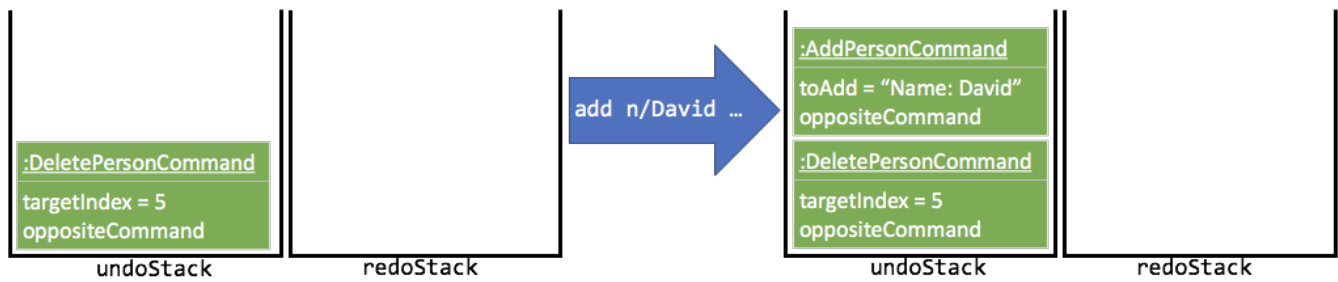 :DeletePersonCommand
targetIndex = 5
oppositeCommand
undoStack
redoStack
add n/David …
:AddPersonCommand
toAdd = “Name: David”
oppositeCommand
:DeletePersonCommand
targetIndex = 5
oppositeCommand
undoStack
redoStack